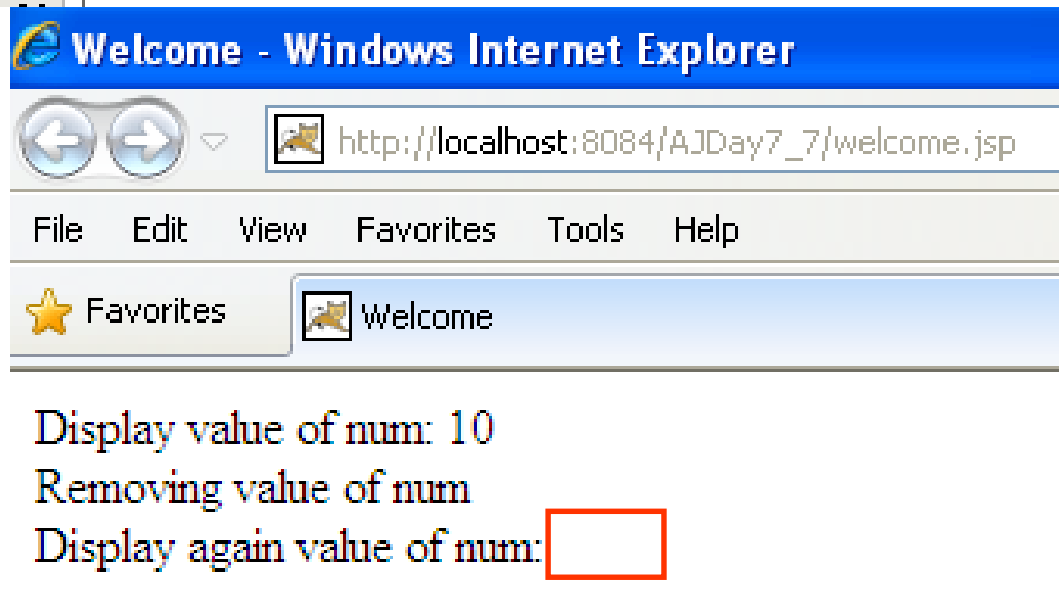 Welcome - Windows Internet Explorer
http://localhost:8084/AJDay7_7/welcome.jsp
File Edit View Favorites Tools Help
Favorites Welcome
Display value of num: 10
Removing value of num
Display again value of num: